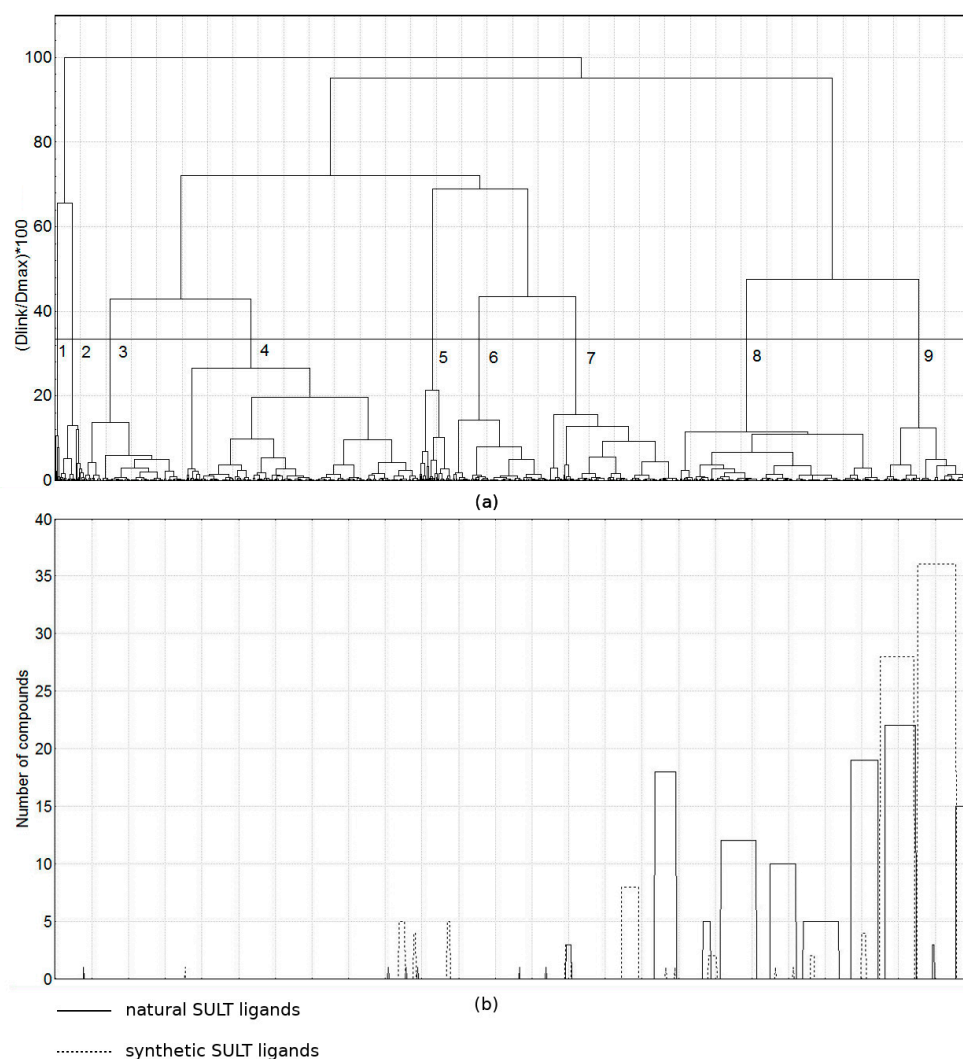 100
80
60
40
20
0
(Dlink/Dmax)*100
1 2 3 4 5 6 7 8 9
(a)
40
35
30
25
20
15
10
5
0
Number of compounds
(b)
natural SULT ligands
synthetic SULT ligands